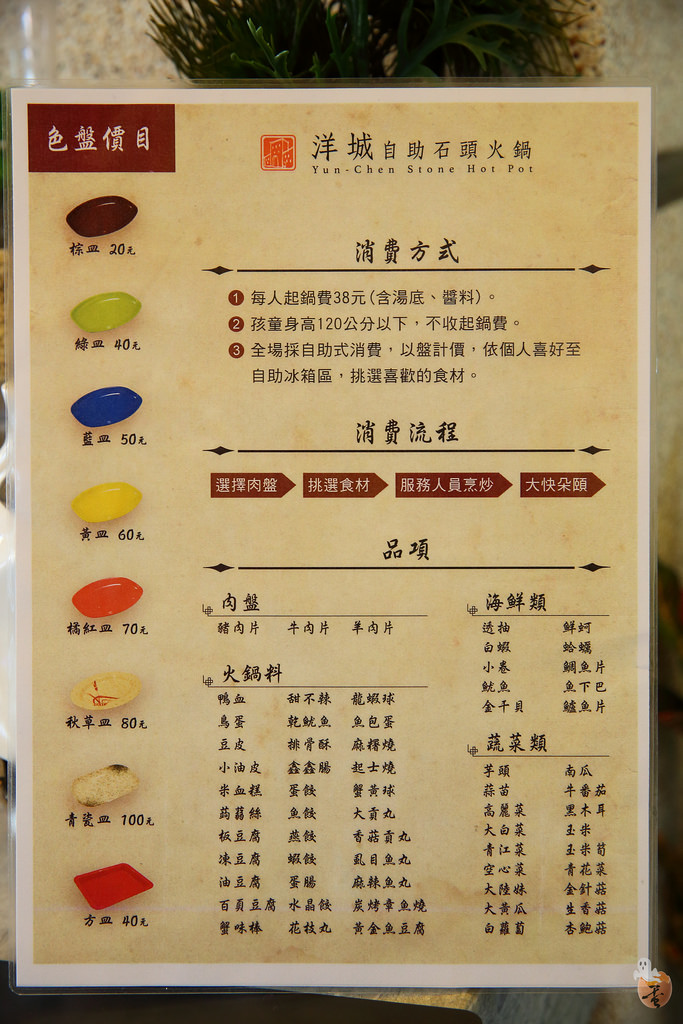 色盤價目
洋城自助石頭火鍋
Yun-Chen Stone Hot Pot
棕皿 20元
綠皿 40元
藍皿 50元
黃皿 60元
橘紅皿 70元
秋草皿 80元
青瓷皿 100元
方皿 40元
消費方式
1 每人起鍋費38元(含湯底、醬料)。
2 孩童身高120公分以下，不收起鍋費。
3 全場採自助式消費，以盤計價，依個人喜好至
自助冰箱區，挑選喜歡的食材。
消費流程
選擇肉盤 挑選食材 服務人員烹炒 大快朵頤
品項
肉盤
豬肉片 牛肉片 羊肉片
火鍋料
鴨血 甜不辣 龍蝦球
鳥蛋 乾魷魚 魚包蛋
豆皮 排骨酥 麻糬燒
小油皮 鑫鑫腸 起士燒
米血糕 蛋餃 蟹黃球
蒟蒻絲 魚餃 大貢丸
板豆腐 燕餃 香菇貢丸
凍豆腐 蝦餃 虱目魚丸
油豆腐 蛋腸 麻辣魚丸
百頁豆腐 水晶餃 炭烤章魚燒
蟹味棒 花枝丸 黃金魚豆腐
海鮮類
透抽 鮮蚵
白蝦 蛤蠣
小卷 鯛魚片
魷魚 魚下巴
金干貝 鱸魚片
蔬菜類
芋頭 南瓜
蒜苗 牛番茄
高麗菜 黑木耳
大白菜 玉米
青江菜 玉米筍
空心菜 青花菜
大陸妹 金針菇
大黃瓜 生香菇
白蘿蔔 杏鮑菇